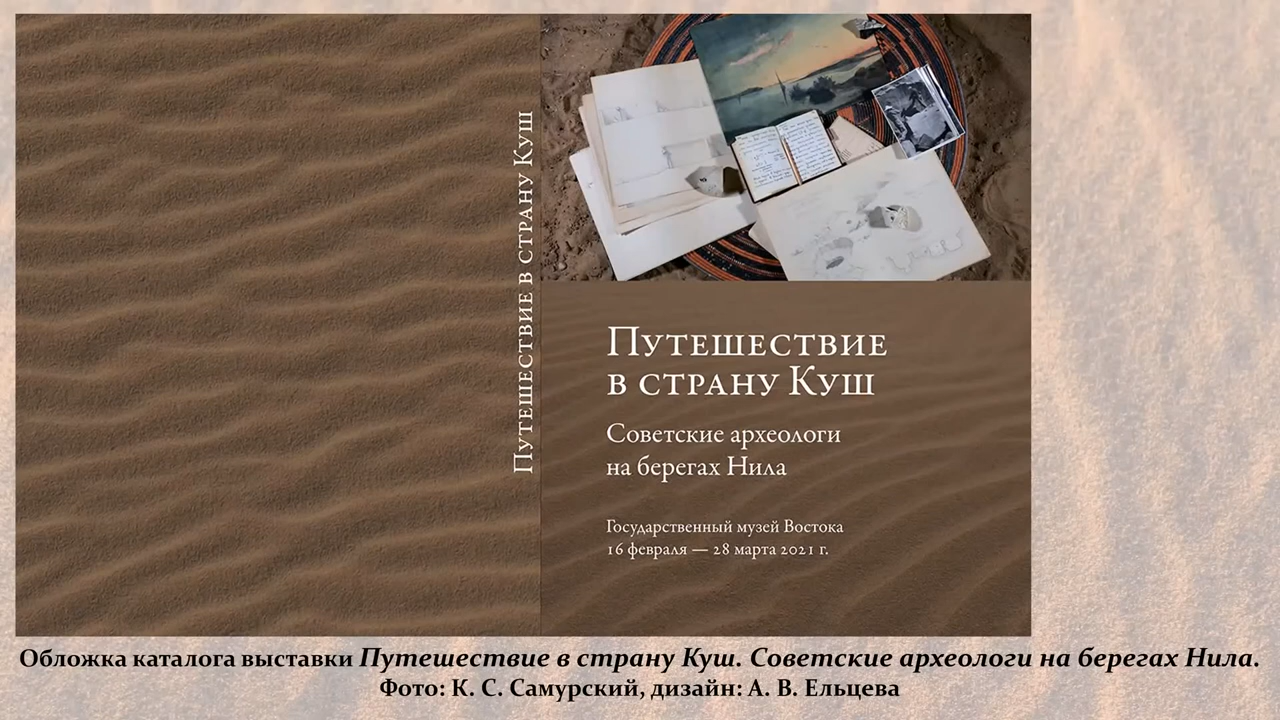 Путешествие в страну Куш
Путешествие
в страну Куш
Советские археологи
на берегах Нила
Государственный музей Востока
16 февраля — 28 марта 2021 г.
Обложка каталога выставки Путешествие в страну Куш. Советские археологи на берегах Нила.
Фото: К. С. Самурский, дизайн: А. В. Ельцева